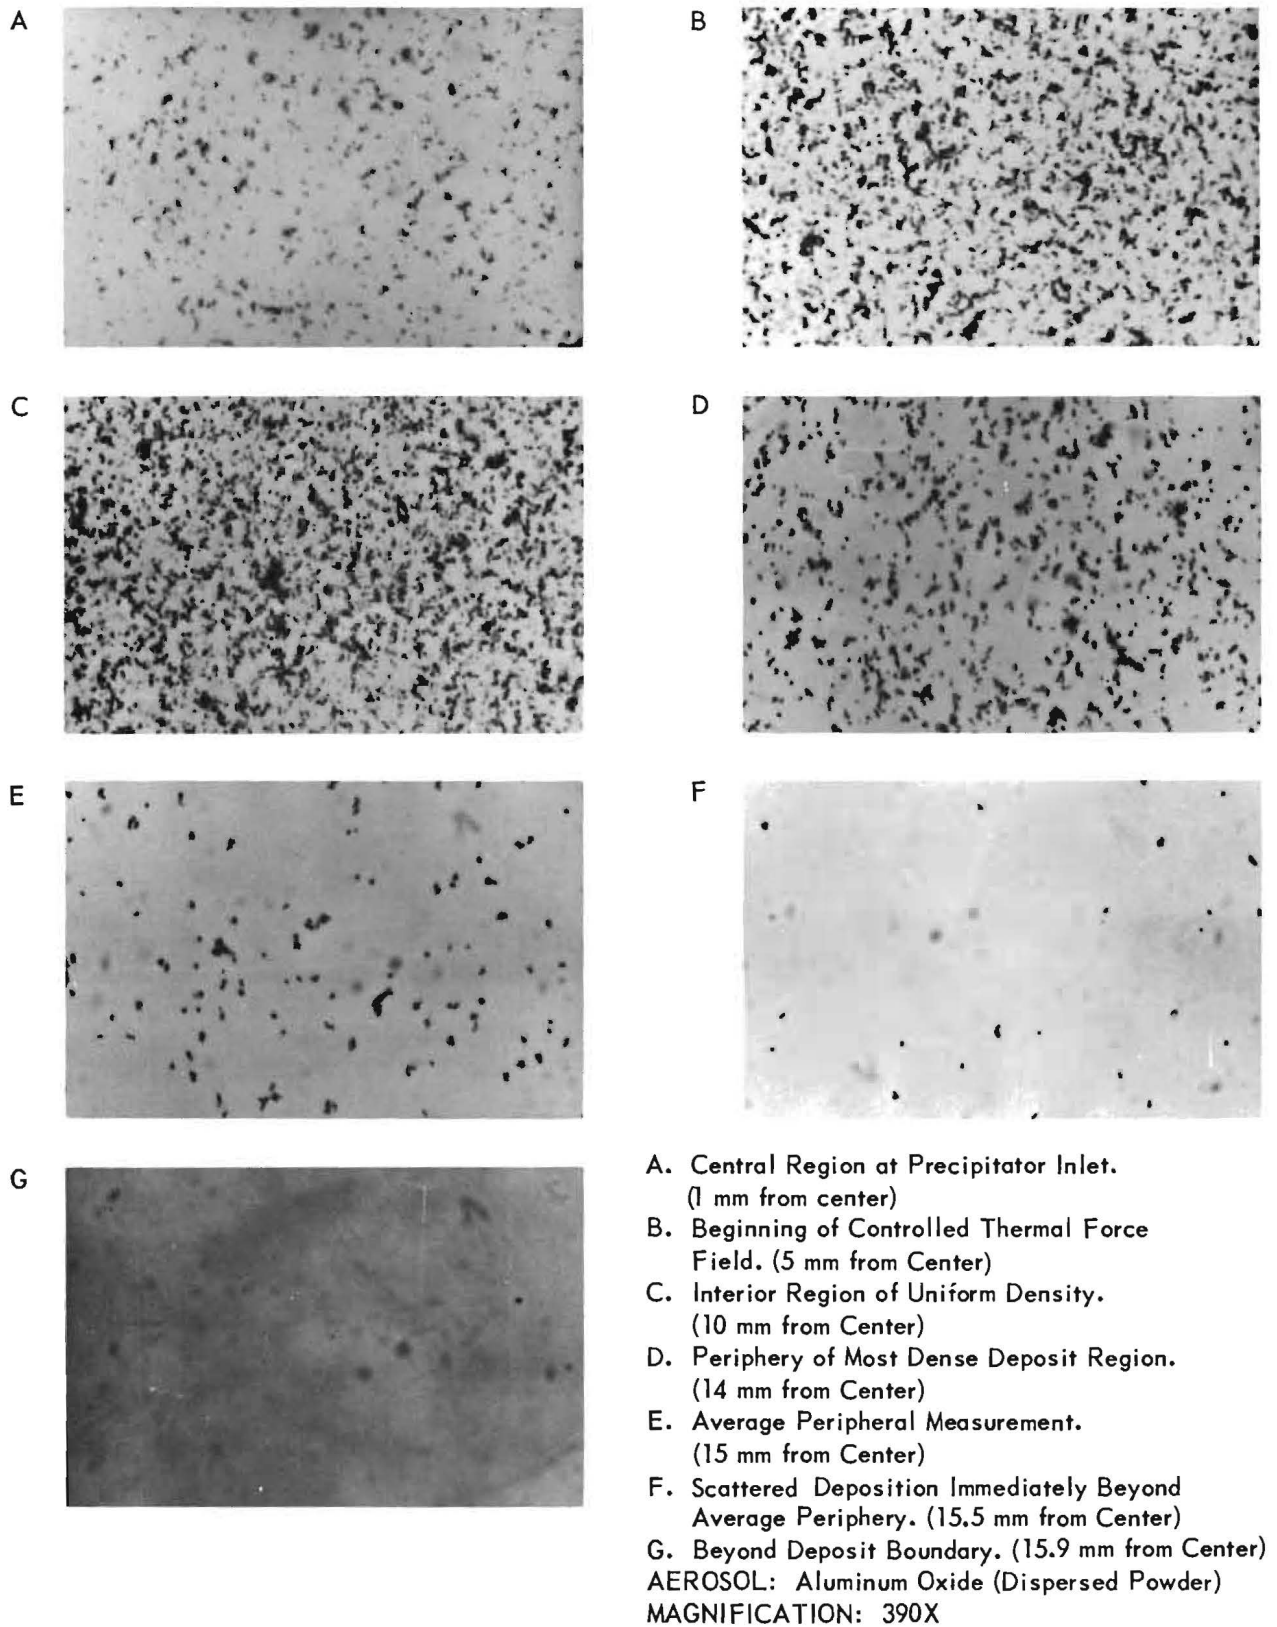 A
B
C
D
E
F
G
A. Central Region at Precipitator Inlet.
(1 mm from center)
B. Beginning of Controlled Thermal Force
Field. (5 mm from Center)
C. Interior Region of Uniform Density.
(10 mm from Center)
D. Periphery of Most Dense Deposit Region.
(14 mm from Center)
E. Average Peripheral Measurement.
(15 mm from Center)
F. Scattered Deposition Immediately Beyond
Average Periphery. (15.5 mm from Center)
G. Beyond Deposit Boundary. (15.9 mm from Center)
AEROSOL: Aluminum Oxide (Dispersed Powder)
MAGNIFICATION: 390X